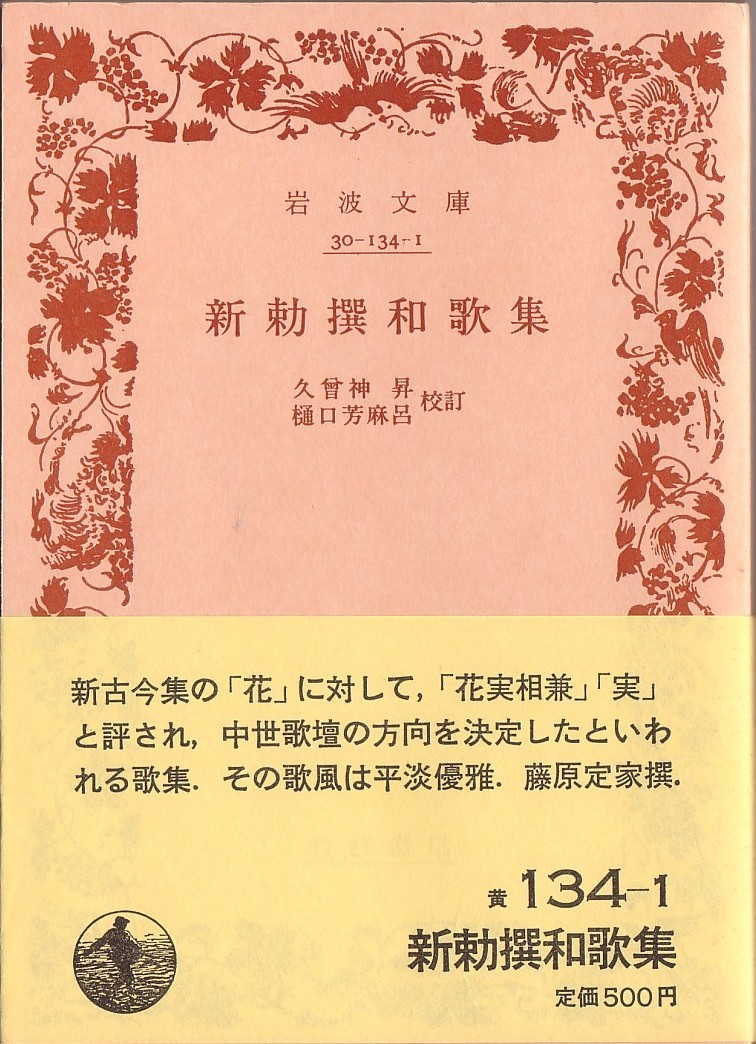 岩波文庫
30-134-1
新勅撰和歌集
久曾神 昇
樋口芳麻呂 校訂
新古今集の「花」に対して,「花実相兼」「実」
と評され, 中世歌壇の方向を決定したといわ
れる歌集. その歌風は平淡優雅. 藤原定家撰.
黄 134-1
新勅撰和歌集
定価500円